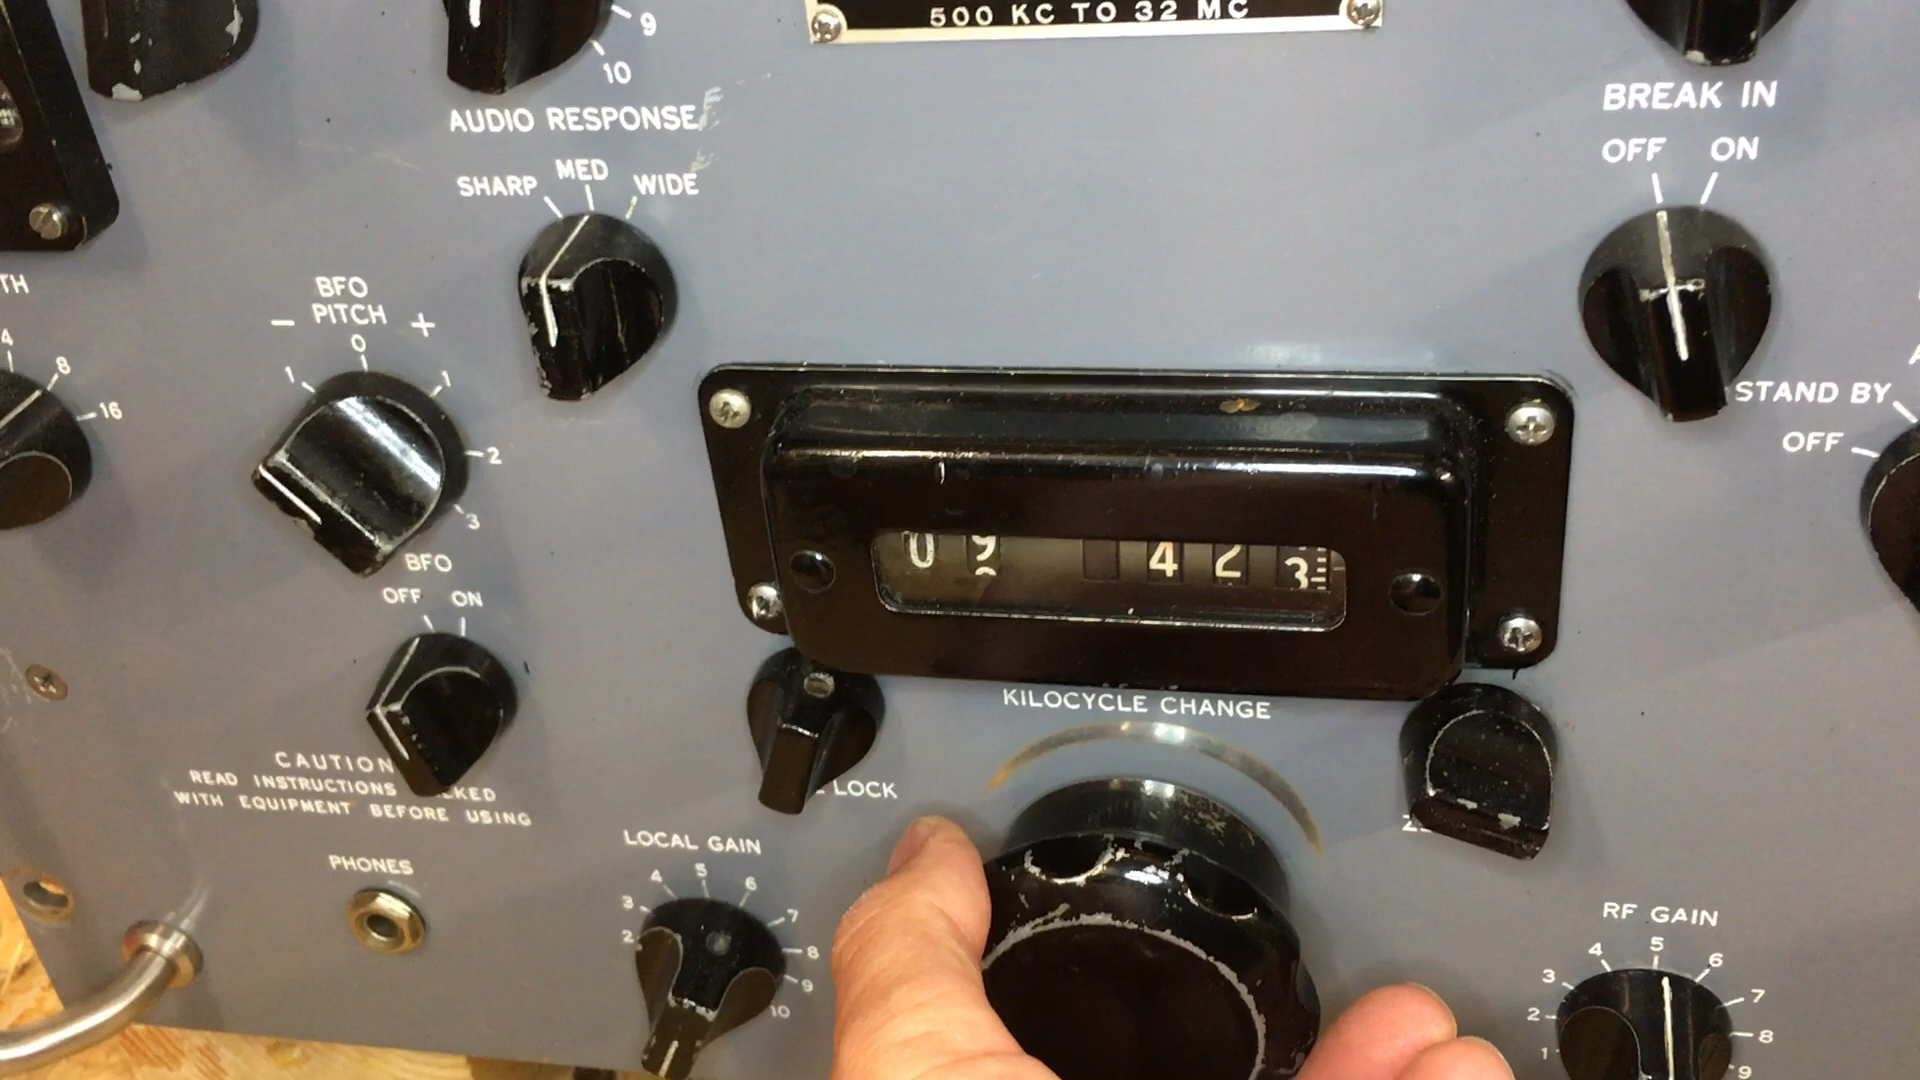 500 KC TO 32 MC
9
10
AUDIO RESPONSE
SHARP MED WIDE
BREAK IN
OFF ON
STAND BY
OFF
TH
4
8
16
BFO
PITCH
− +
1 0 1
2
3
BFO
OFF ON
09 423
KILOCYCLE CHANGE
LOCK
CAUTION
READ INSTRUCTIONS
WITH EQUIPMENT BEFORE USING
PHONES
LOCAL GAIN
2 3 4 5 6 7 8 9 10
RF GAIN
1 2 3 4 5 6 7 8 9